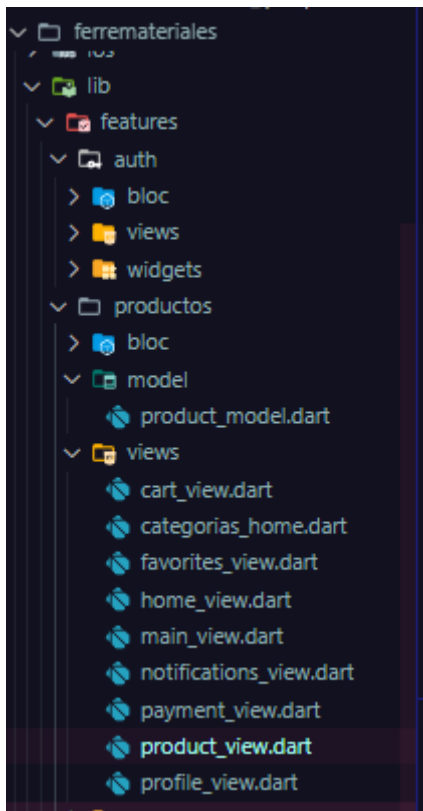 ferremateriales
ios
lib
features
auth
bloc
views
widgets
productos
bloc
model
product_model.dart
views
cart_view.dart
categorias_home.dart
favorites_view.dart
home_view.dart
main_view.dart
notifications_view.dart
payment_view.dart
product_view.dart
profile_view.dart